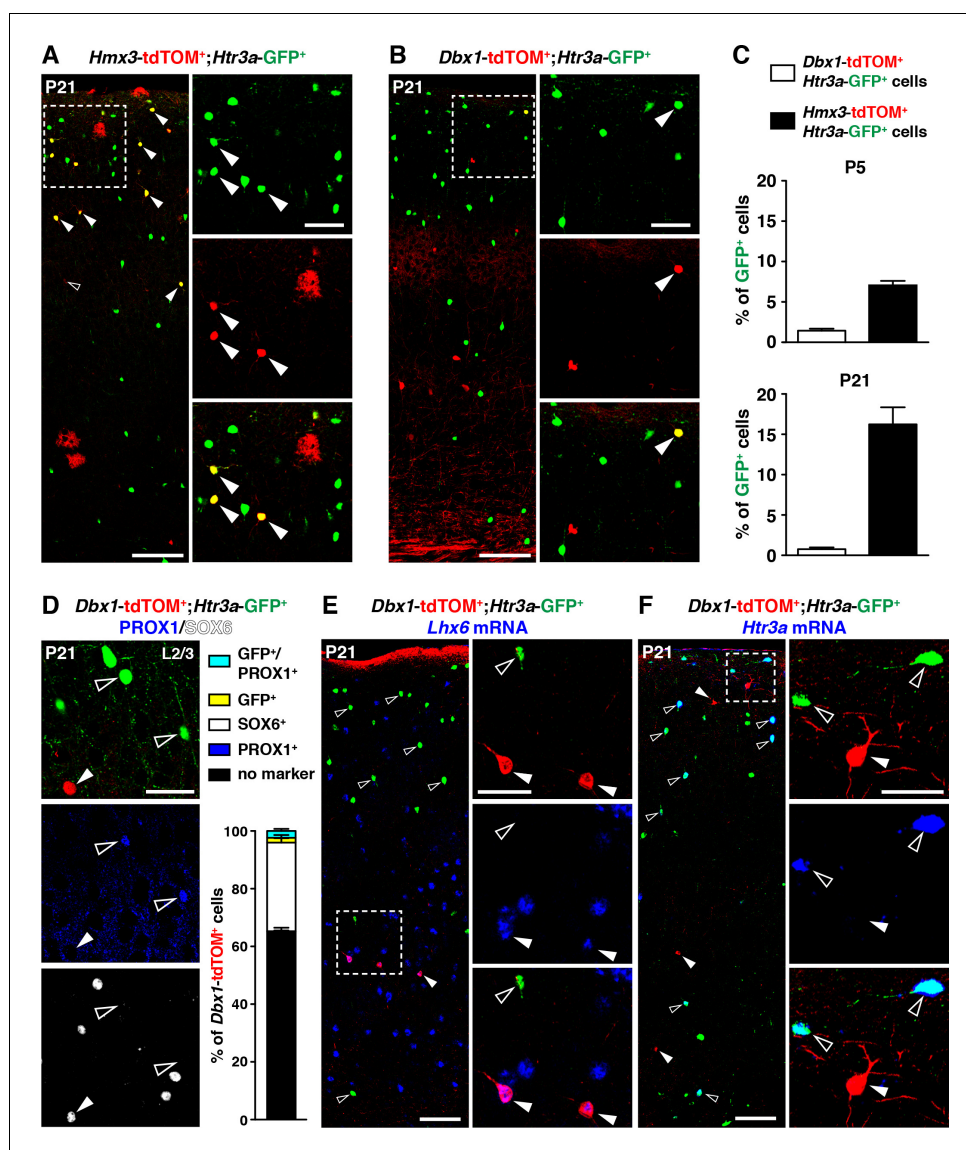 A
Hmx3-tdTOM⁺;Htr3a-GFP⁺
P21
B
Dbx1-tdTOM⁺;Htr3a-GFP⁺
P21
C
Dbx1-tdTOM⁺
Htr3a-GFP⁺ cells
Hmx3-tdTOM⁺
Htr3a-GFP⁺ cells
P5
20
15
10
5
0
% of GFP⁺ cells
P21
20
15
10
5
0
% of GFP⁺ cells
D
Dbx1-tdTOM⁺;Htr3a-GFP⁺
PROX1/SOX6
P21
L2/3
GFP⁺/
PROX1⁺
GFP⁺
SOX6⁺
PROX1⁺
no marker
100
80
60
40
20
0
% of Dbx1-tdTOM⁺ cells
E
Dbx1-tdTOM⁺;Htr3a-GFP⁺
Lhx6 mRNA
P21
F
Dbx1-tdTOM⁺;Htr3a-GFP⁺
Htr3a mRNA
P21